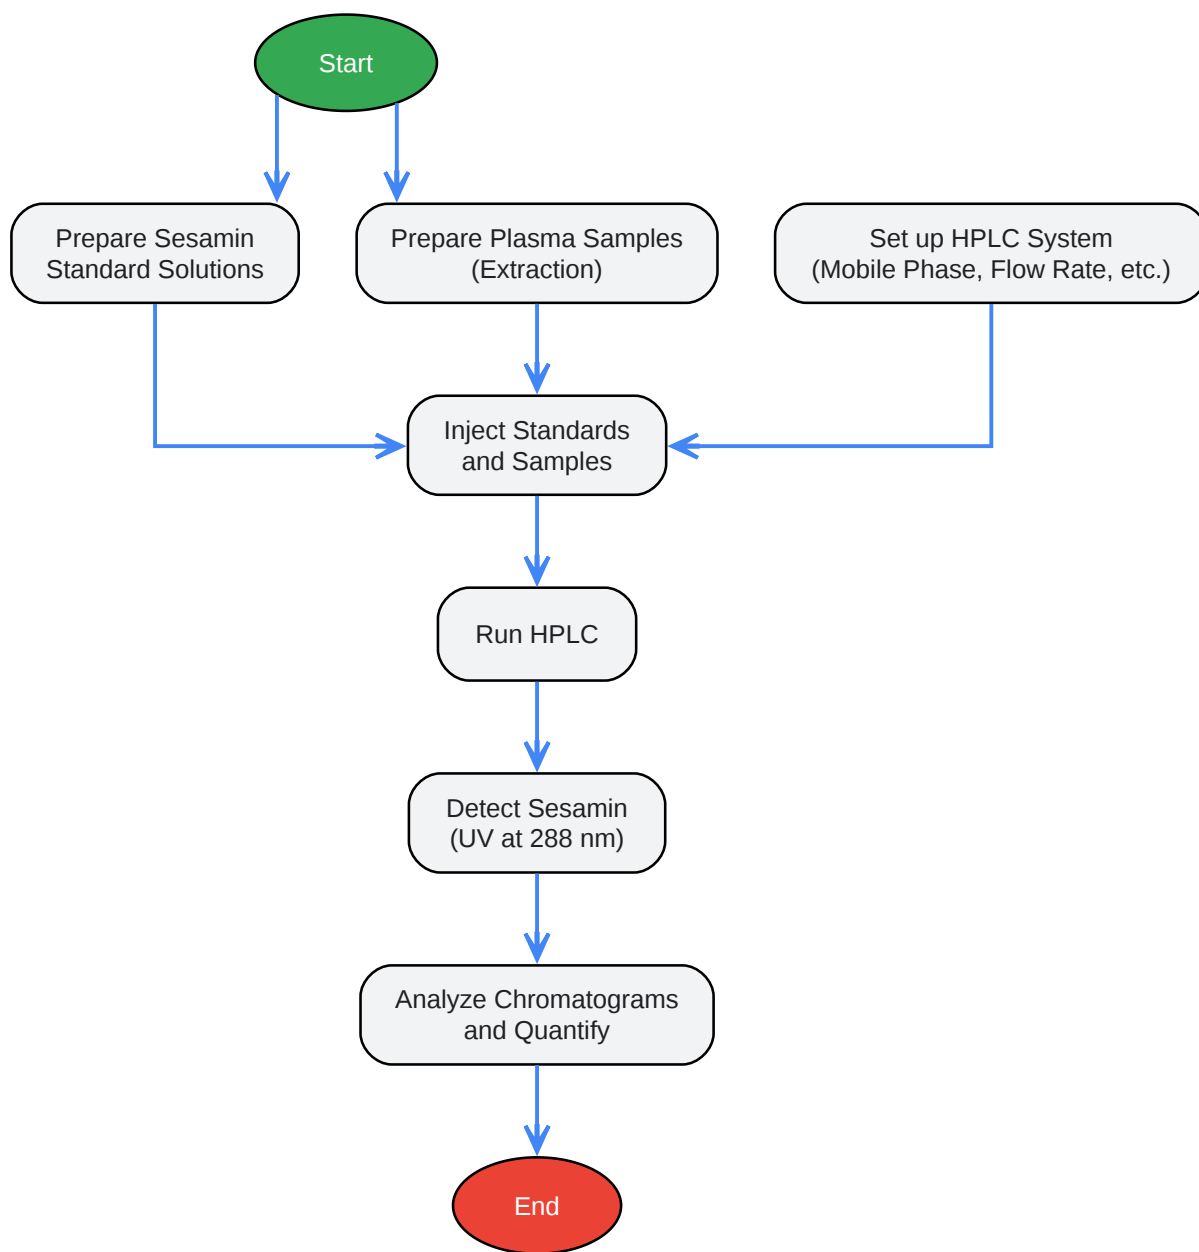 Start
Prepare Sesamin
Standard Solutions
Prepare Plasma Samples
(Extraction)
Set up HPLC System
(Mobile Phase, Flow Rate, etc.)
Inject Standards
and Samples
Run HPLC
Detect Sesamin
(UV at 288 nm)
Analyze Chromatograms
and Quantify
End